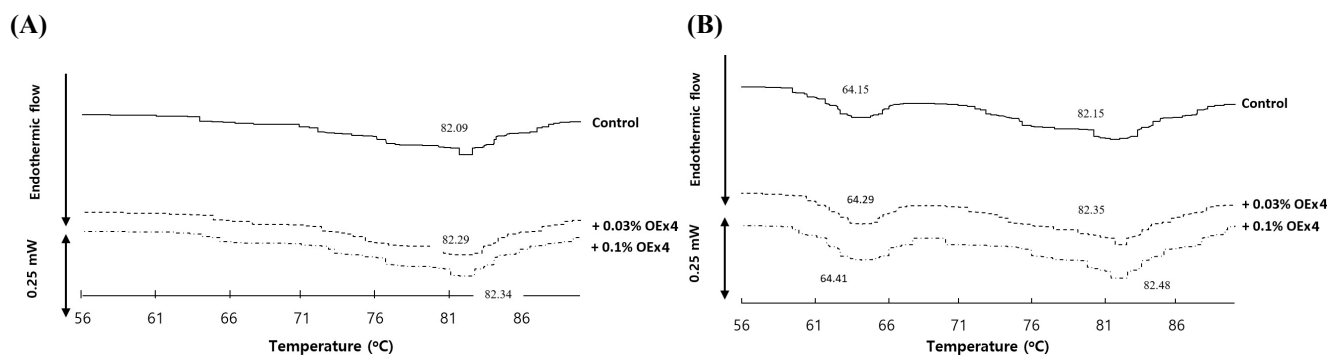 (A)
Endothermic flow
0.25 mW
82.09
Control
82.29
+ 0.03% OEx4
+ 0.1% OEx4
82.34
56 61 66 71 76 81 86
Temperature (°C)
(B)
Endothermic flow
0.25 mW
64.15
82.15
Control
64.29
82.35
+ 0.03% OEx4
+ 0.1% OEx4
64.41
82.48
56 61 66 71 76 81 86
Temperature (°C)